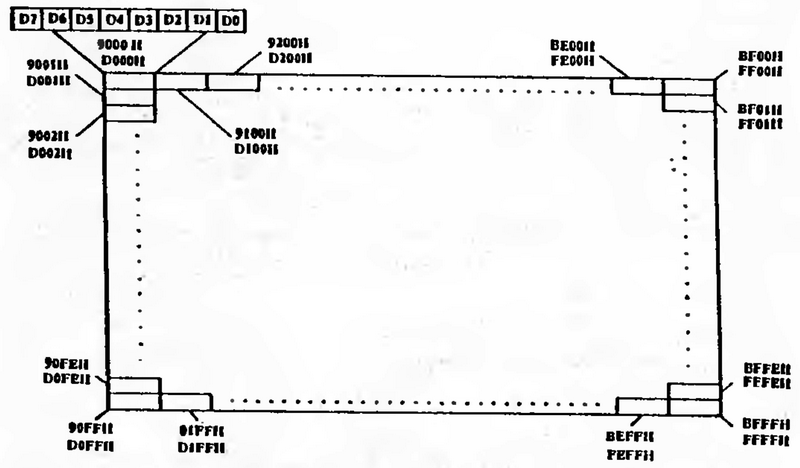 D7 D6 D5 D4 D3 D2 D1 D0
9000H
D000H
9200H
D200H
BE00H
FE00H
BF00H
FF00H
9001H
D001H
9002H
D002H
9100H
D100H
BF01H
FF01H
90FEH
D0FEH
BFFEH
FFFEH
90FFH
D0FFH
91FFH
D1FFH
BEFFH
FEFFH
BFFFH
FFFFH